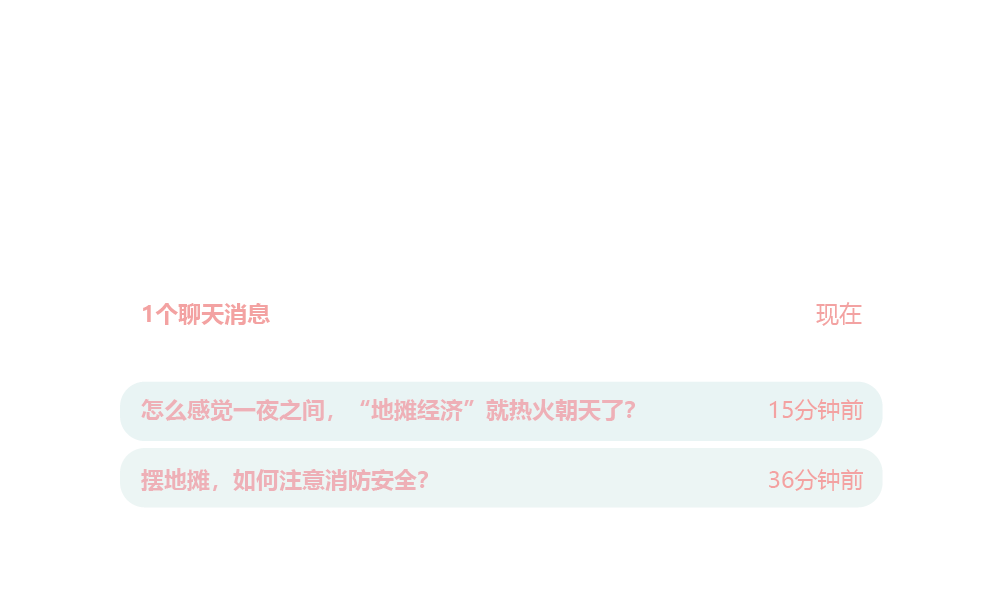 1个聊天消息 现在
怎么感觉一夜之间，“地摊经济”就热火朝天了? 15分钟前
摆地摊，如何注意消防安全? 36分钟前